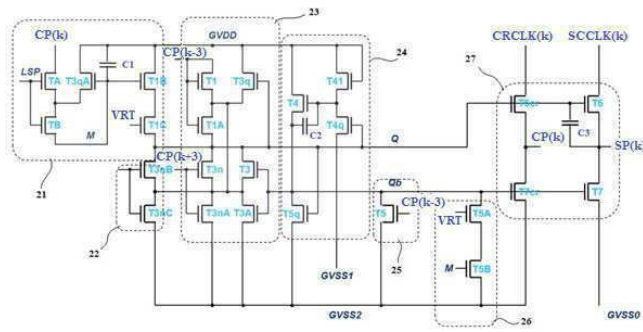 CP(k)
GVDD
23
CRCLK(k)
SCCLK(k)
CP(k-3)
24
27
LSP
TA
T3qA
C1
T1B
T1
T3q
T41
T4
T6cr
T6
TB
M
VRT
T1C
T1A
C2
T4q
C3
CP(k)
SP(k)
Q
CP(k+3)
21
T3nB
T3n
T3
Qb
T7cr
T7
T3nC
T3nA
T3A
T5q
T5
CP(k-3)
VRT
T5A
22
25
M
T5B
GVSS1
GVSS2
26
GVSS0